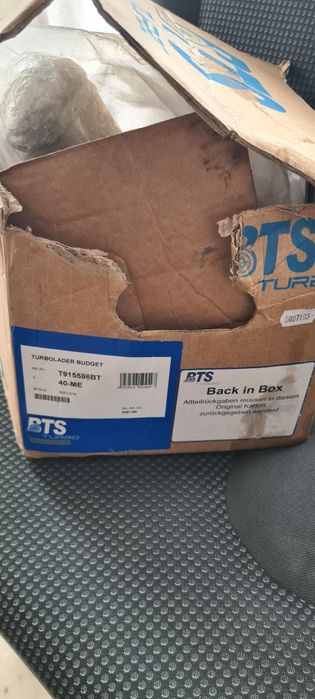 BTS
TURBO
5087195
TURBOLADER BUDGET
T915586BT
40-ME
BTS
TURBO
BTS
Back in Box
Altteilrückgaben müssen in diesem
Original Karton
zurückgegeben werden!